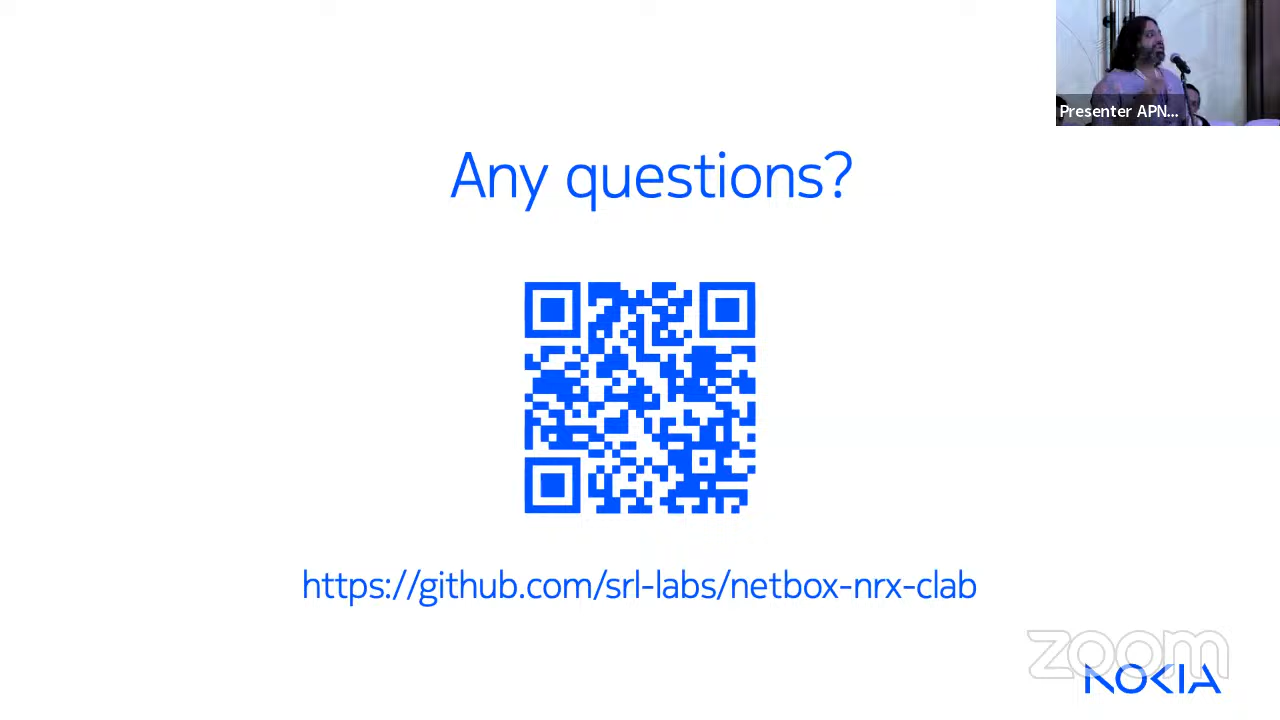 Presenter APN...
Any questions?
https://github.com/srl-labs/netbox-nrx-clab
zoom
NOKIA